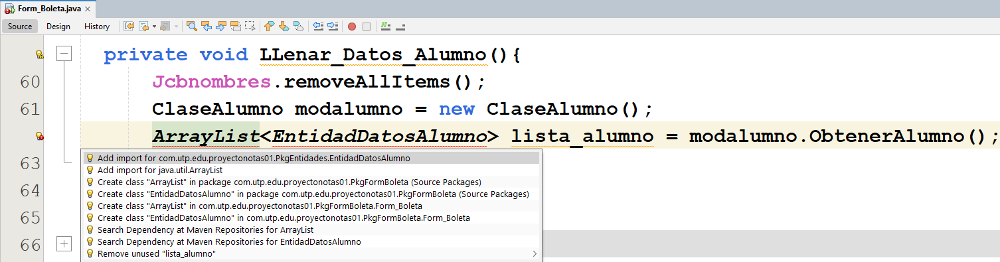 Form_Boleta.java ×
Source Design History
private void LLenar_Datos_Alumno(){
60 Jcbnombres.removeAllItems();
61 ClaseAlumno modalumno = new ClaseAlumno();
ArrayList<EntidadDatosAlumno> lista_alumno = modalumno.ObtenerAlumno();
63
Add import for com.utp.edu.proyectonotas01.PkgEntidades.EntidadDatosAlumno
Add import for java.util.ArrayList
Create class "ArrayList" in package com.utp.edu.proyectonotas01.PkgFormBoleta (Source Packages)
64
Create class "EntidadDatosAlumno" in package com.utp.edu.proyectonotas01.PkgFormBoleta (Source Packages)
Create class "ArrayList" in com.utp.edu.proyectonotas01.PkgFormBoleta.Form_Boleta
65
Create class "EntidadDatosAlumno" in com.utp.edu.proyectonotas01.PkgFormBoleta.Form_Boleta
Search Dependency at Maven Repositories for ArrayList
66
Search Dependency at Maven Repositories for EntidadDatosAlumno
Remove unused "lista_alumno"